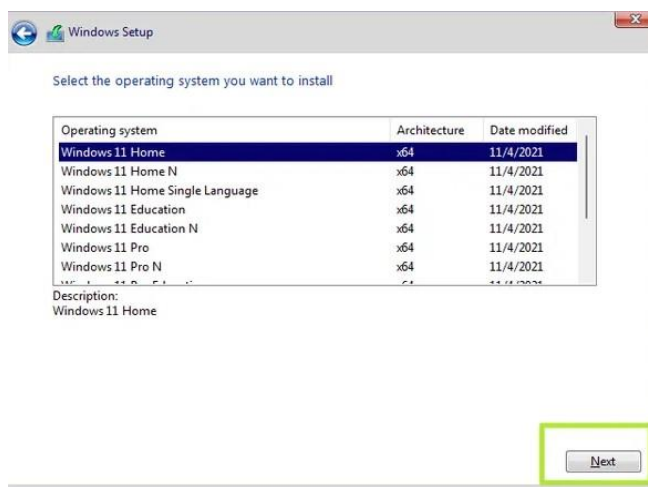 Windows Setup
Select the operating system you want to install
Operating system Architecture Date modified
Windows 11 Home x64 11/4/2021
Windows 11 Home N x64 11/4/2021
Windows 11 Home Single Language x64 11/4/2021
Windows 11 Education x64 11/4/2021
Windows 11 Education N x64 11/4/2021
Windows 11 Pro x64 11/4/2021
Windows 11 Pro N x64 11/4/2021
Description:
Windows 11 Home
Next